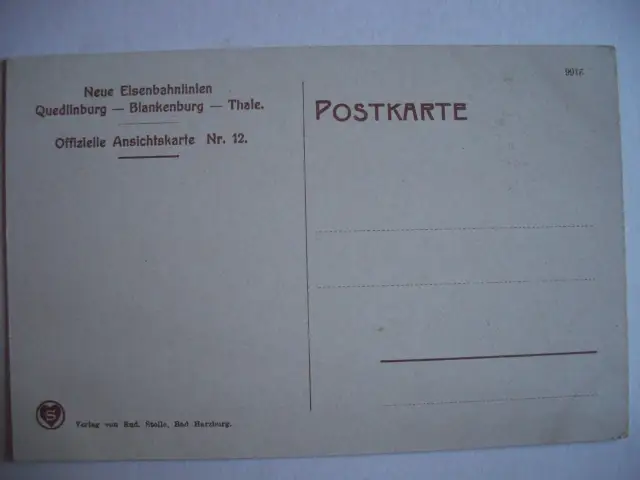 Neue Eisenbahnlinien
Quedlinburg — Blankenburg — Thale.
Offizielle Ansichtskarte Nr. 12.
POSTKARTE
S
Verlag von Rud. Stolle, Bad Harzburg.